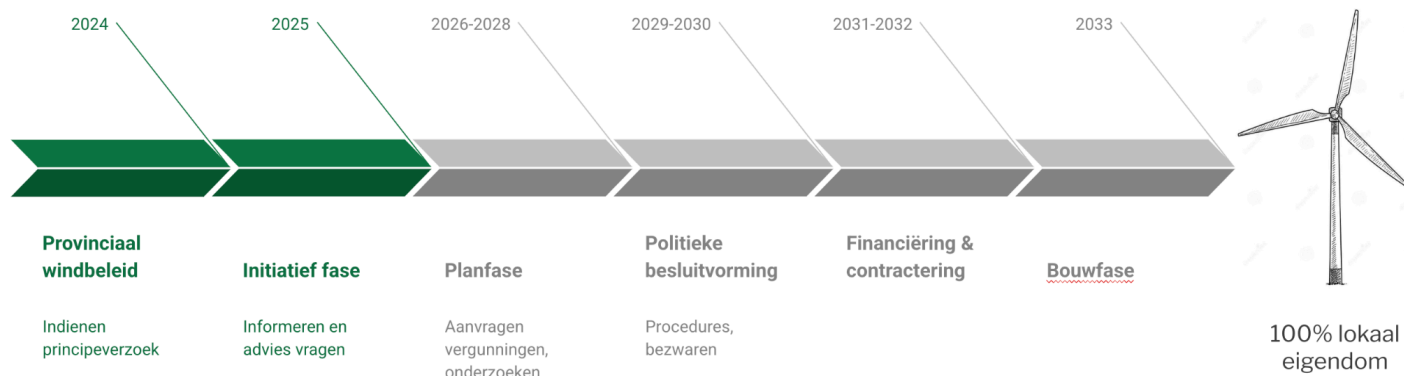 2024
2025
2026-2028
2029-2030
2031-2032
2033
Provinciaal
windbeleid
Indienen
principeverzoek
Initiatief fase
Informeren en
advies vragen
Planfase
Aanvragen
vergunningen,
onderzoeken
Politieke
besluitvorming
Procedures,
bezwaren
Financiëring &
contractering
Bouwfase
100% lokaal
eigendom